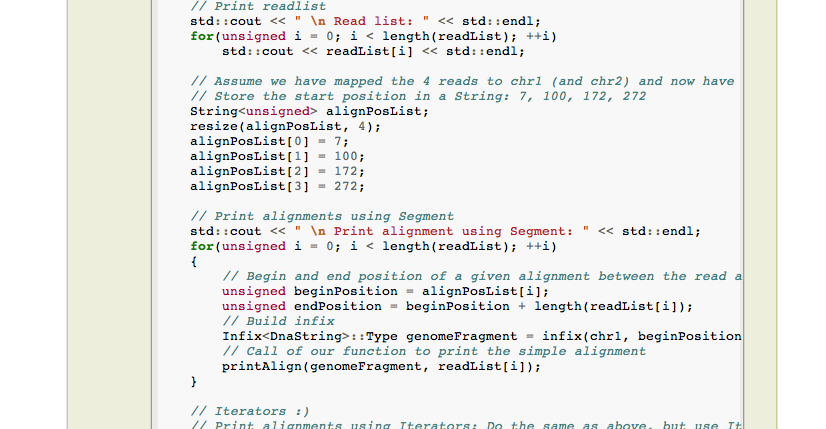 // Print readlist
std::cout << " \n Read list: " << std::endl;
for(unsigned i = 0; i < length(readList); ++i)
    std::cout << readList[i] << std::endl;

// Assume we have mapped the 4 reads to chr1 (and chr2) and now have
// Store the start position in a String: 7, 100, 172, 272
String<unsigned> alignPosList;
resize(alignPosList, 4);
alignPosList[0] = 7;
alignPosList[1] = 100;
alignPosList[2] = 172;
alignPosList[3] = 272;

// Print alignments using Segment
std::cout << " \n Print alignment using Segment: " << std::endl;
for(unsigned i = 0; i < length(readList); ++i)
{
    // Begin and end position of a given alignment between the read a
    unsigned beginPosition = alignPosList[i];
    unsigned endPosition = beginPosition + length(readList[i]);
    // Build infix
    Infix<DnaString>::Type genomeFragment = infix(chr1, beginPosition
    // Call of our function to print the simple alignment
    printAlign(genomeFragment, readList[i]);
}

// Iterators :)
// Print alignments using Iterators: Do the same as above, but use It